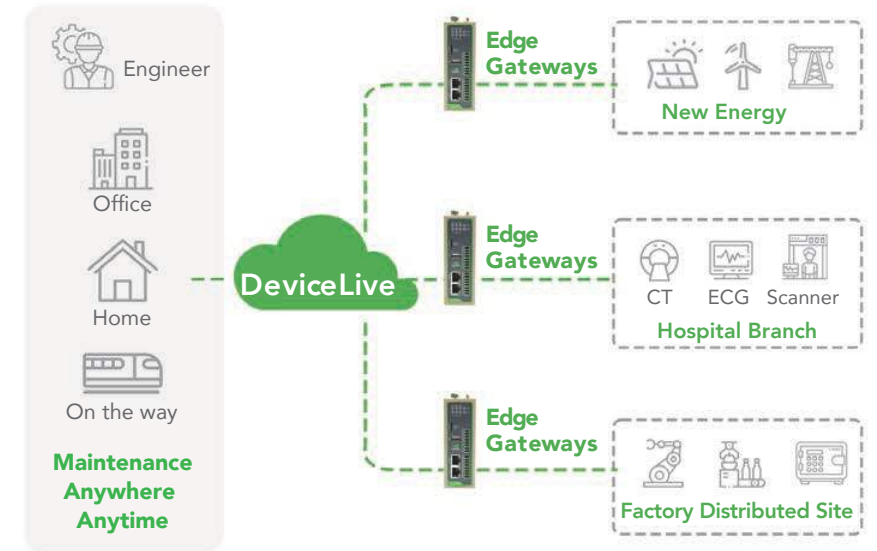 Engineer
Office
Home
On the way
Maintenance
Anywhere
Anytime
DeviceLive
Edge
Gateways
New Energy
Edge
Gateways
CT ECG Scanner
Hospital Branch
Edge
Gateways
Factory Distributed Site